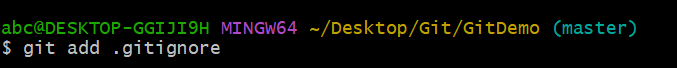 abc@DESKTOP-GGIJI9H MINGW64 ~/Desktop/Git/GitDemo (master)
$ git add .gitignore